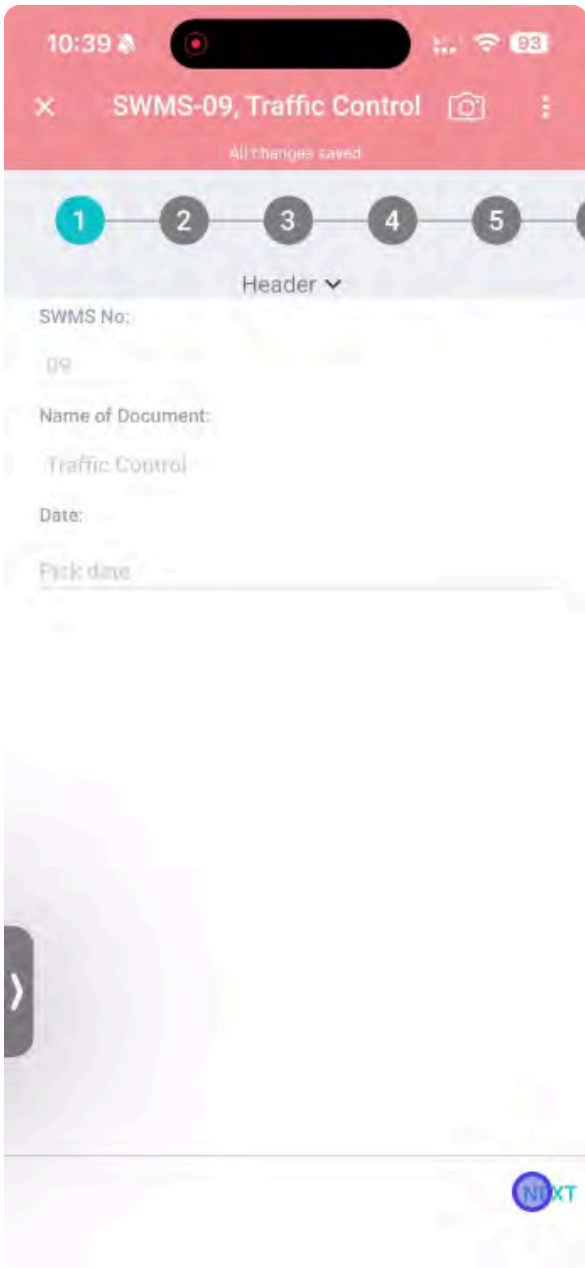 10:39
93
SWMS-09, Traffic Control
All changes saved
1 2 3 4 5
Header
SWMS No:
09
Name of Document:
Traffic Control
Date:
Pick date
NEXT